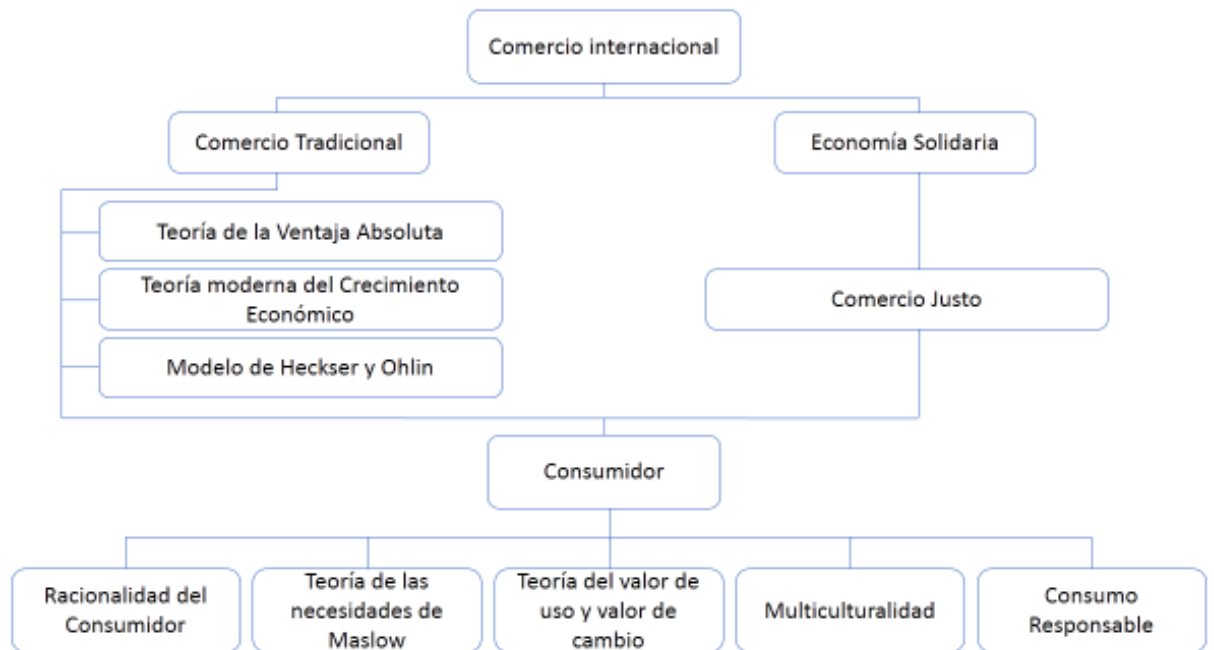 Comercio internacional
Comercio Tradicional
Economía Solidaria
Teoría de la Ventaja Absoluta
Teoría moderna del Crecimiento
Económico
Comercio Justo
Modelo de Heckser y Ohlin
Consumidor
Racionalidad del
Consumidor
Teoría de las
necesidades de
Maslow
Teoría del valor de
uso y valor de
cambio
Multiculturalidad
Consumo
Responsable